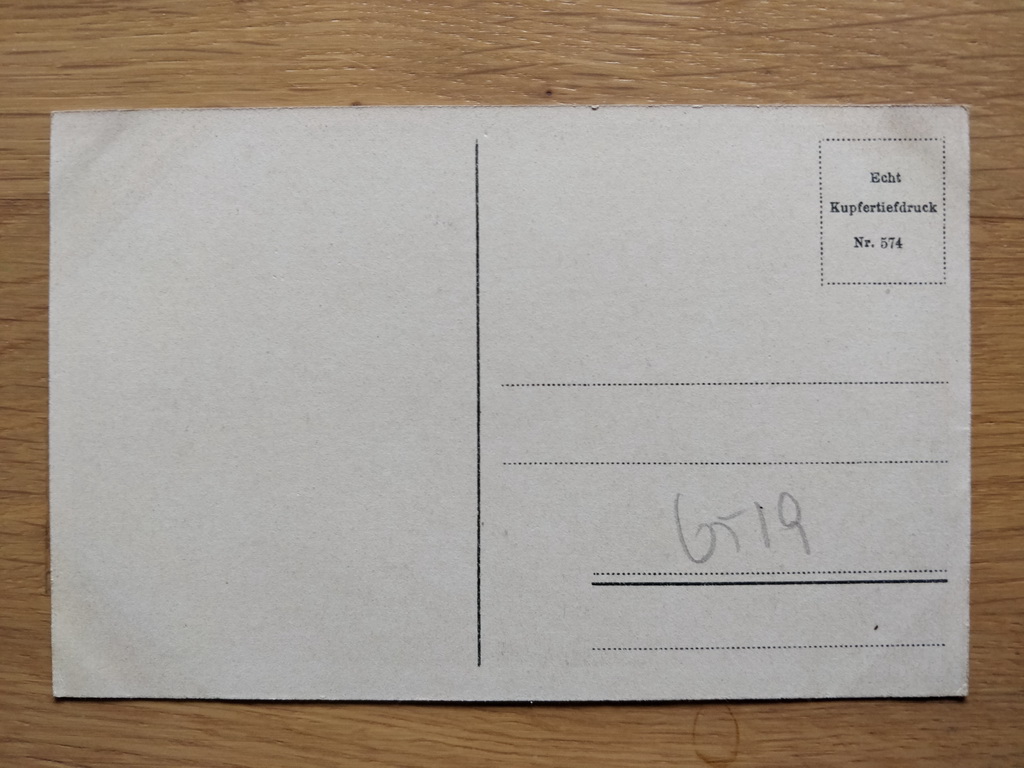 Echt
Kupfertiefdruck
Nr. 574
6519